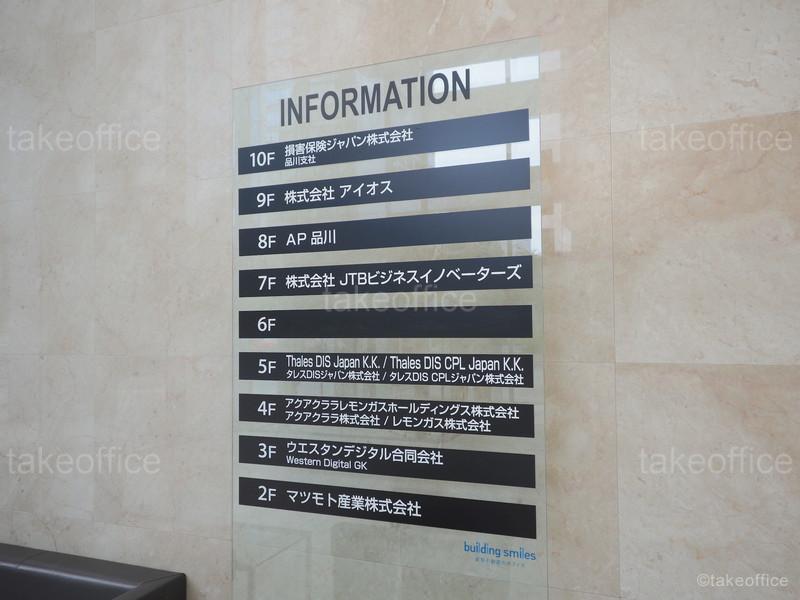 INFORMATION
10F 損害保険ジャパン株式会社
品川支社
9F 株式会社 アイオス
8F AP 品川
7F 株式会社 JTBビジネスイノベーターズ
6F
5F Thales DIS Japan K.K. / Thales DIS CPL Japan K.K.
タレスDISジャパン株式会社 / タレスDIS CPLジャパン株式会社
4F アクアクララレモンガスホールディングス株式会社
アクアクララ株式会社 / レモンガス株式会社
3F ウエスタンデジタル合同会社
Western Digital GK
2F マツモト産業株式会社
building smiles
takeoffice
takeoffice
takeoffice
takeoffice
takeoffice
©takeoffice